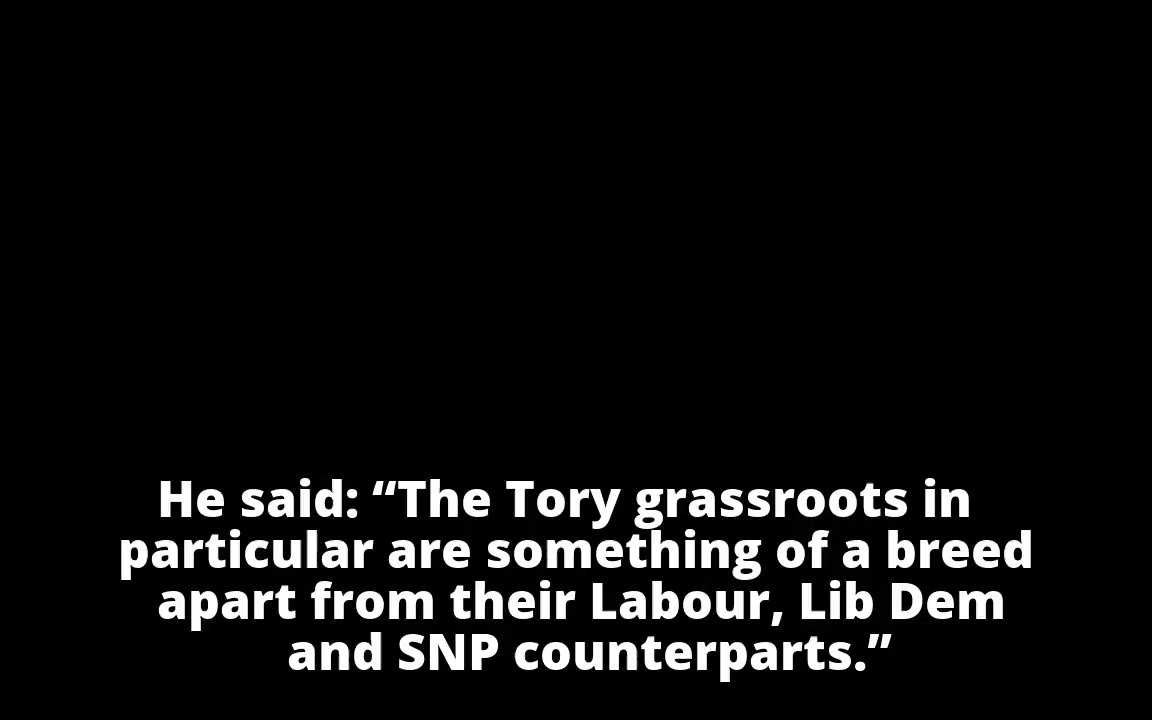 He said: “The Tory grassroots in
particular are something of a breed
apart from their Labour, Lib Dem
and SNP counterparts.”